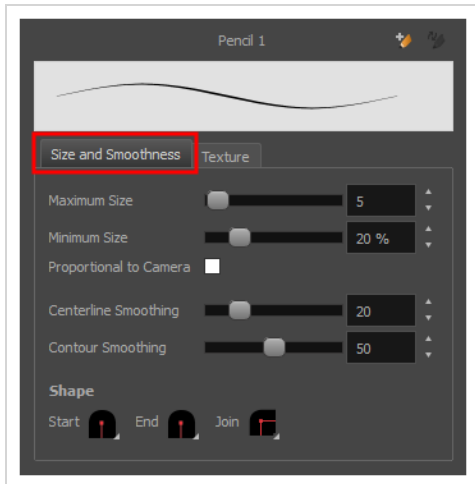 Pencil 1
Size and Smoothness Texture
Maximum Size 5
Minimum Size 20 %
Proportional to Camera
Centerline Smoothing 20
Contour Smoothing 50
Shape
Start End Join